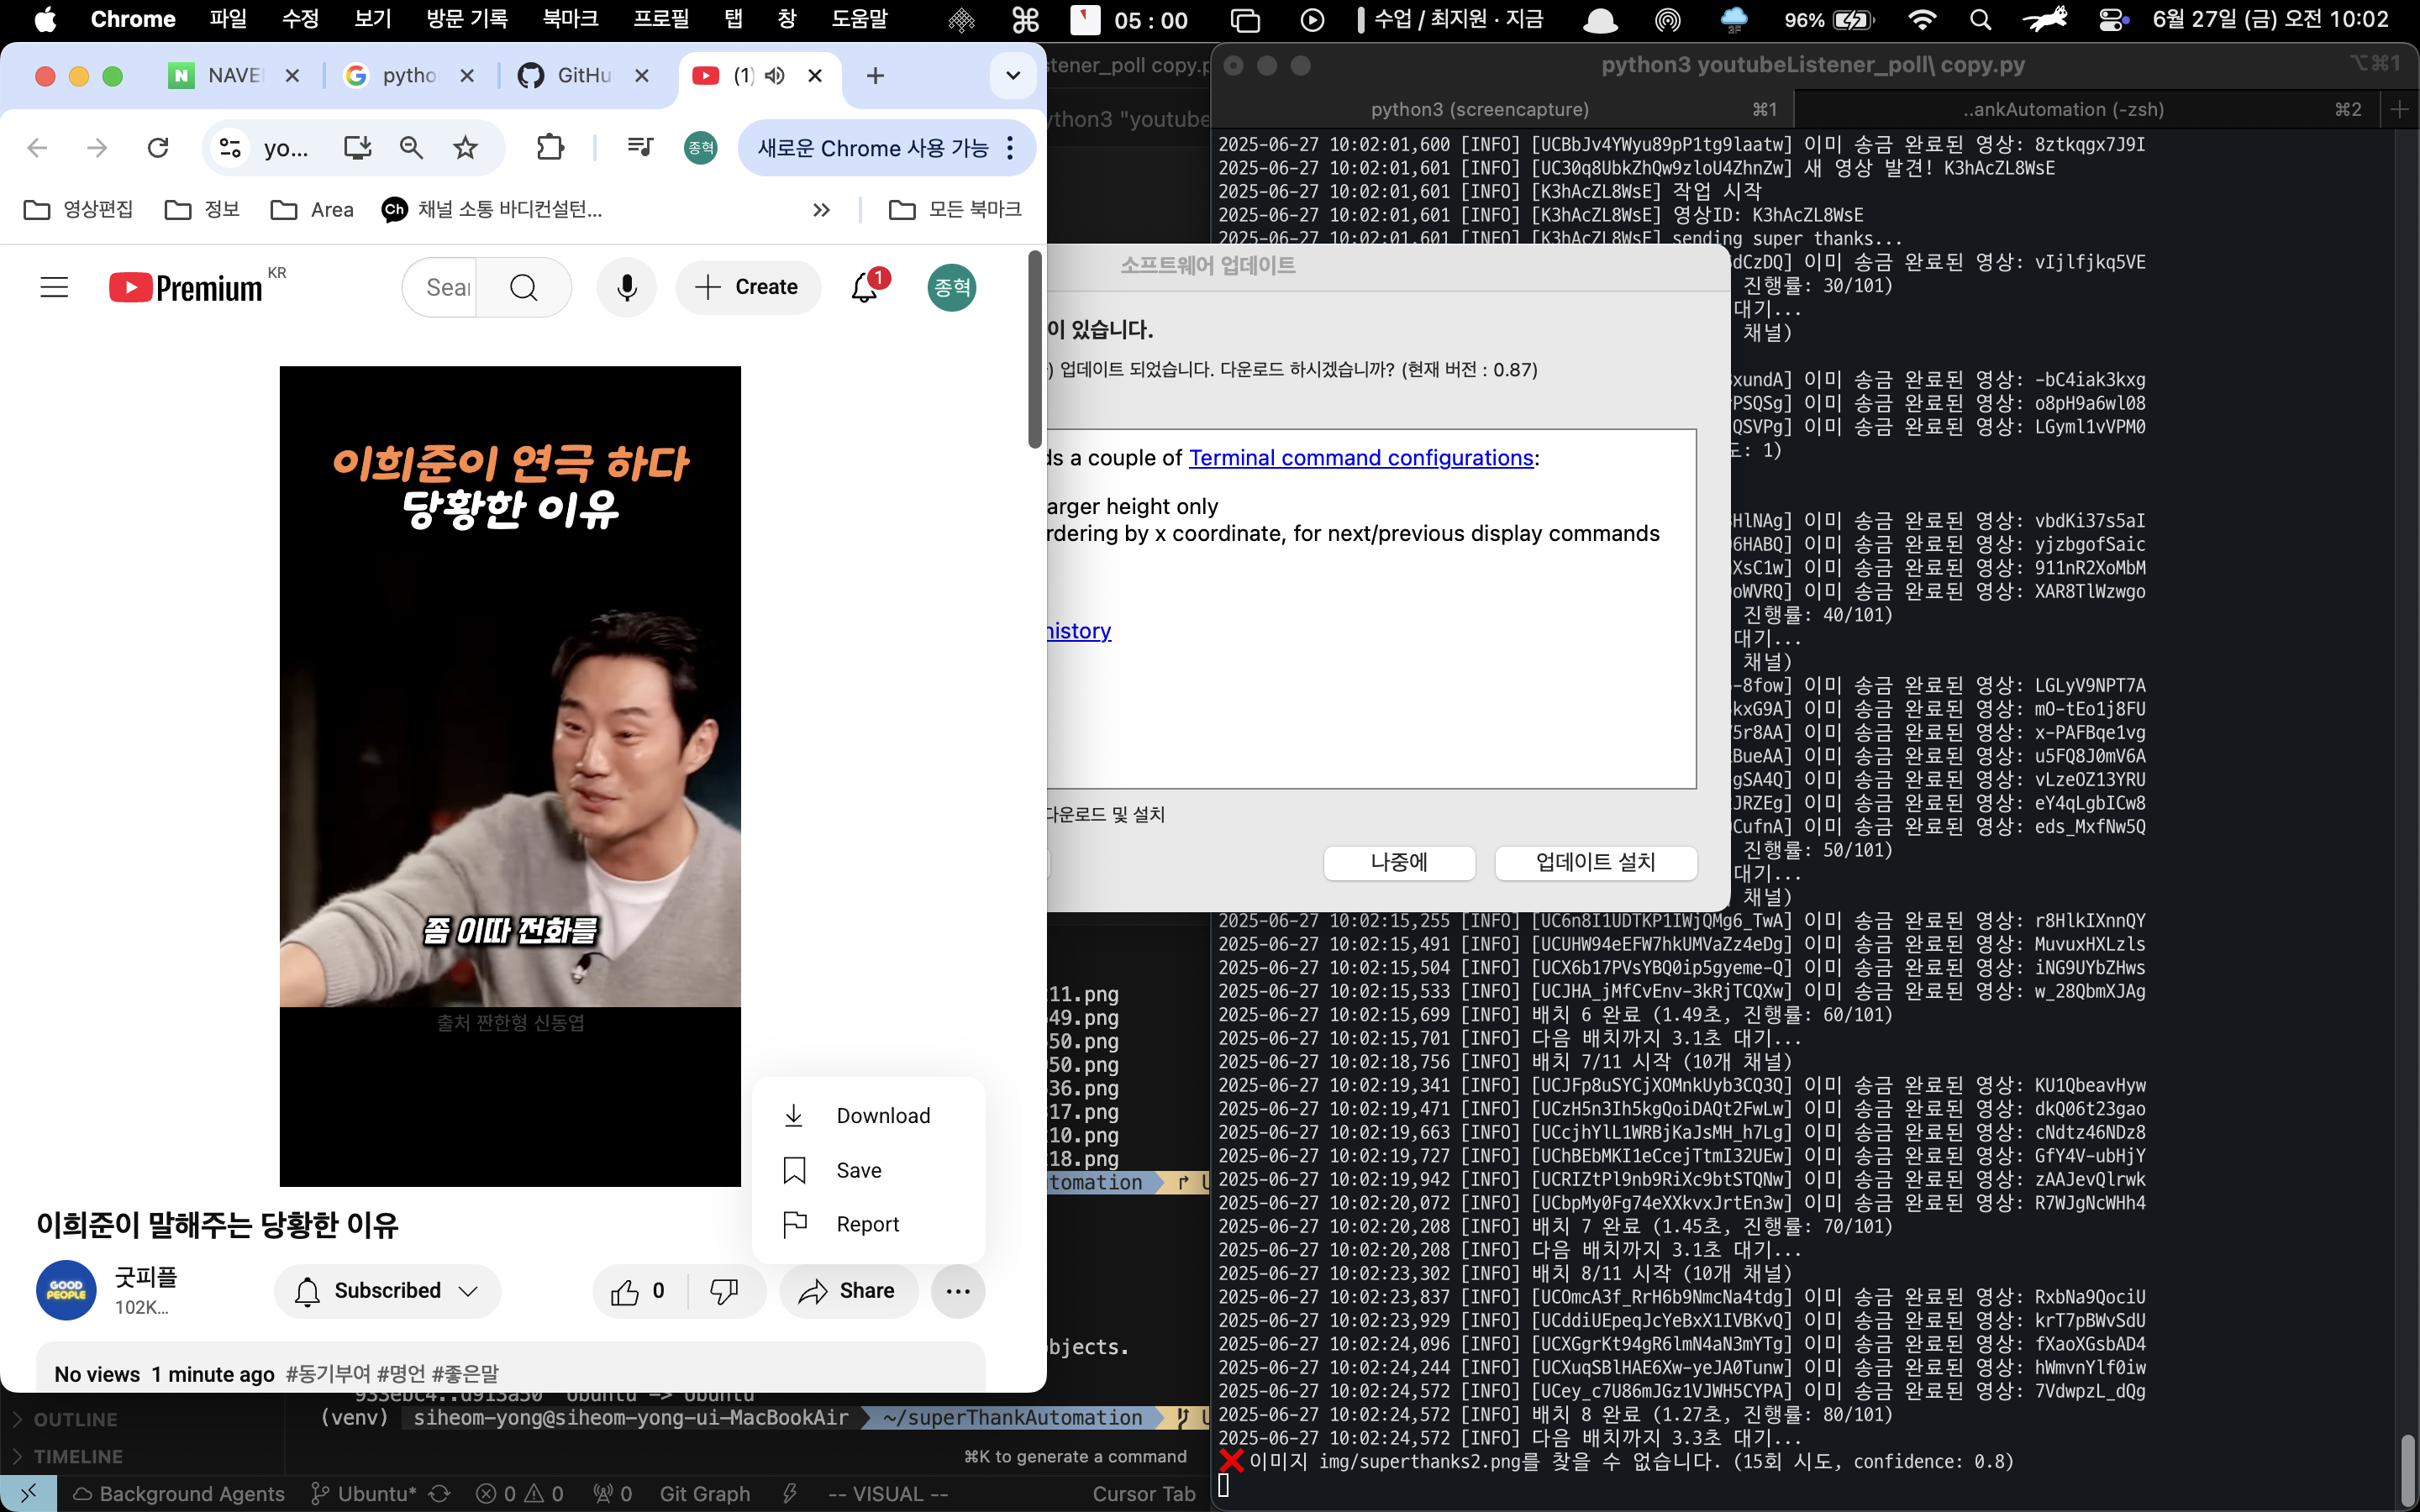 Chrome 파일 수정 보기 방문 기록 북마크 프로필 탭 창 도움말 05 : 00 수업 / 최지원 · 지금 3F 96% 6월 27일 (금) 오전 10:02
NAVE
pytho
GitHu
(1)
yo...
종혁
새로운 Chrome 사용 가능
영상편집
정보
Area
채널 소통 바디컨설턴...
모든 북마크
Premium KR
Sear
Create
1
종혁
이희준이 연극 하다
당황한 이유
좀 이따 전화를
출처 짠한형 신동엽
Download
Save
Report
이희준이 말해주는 당황한 이유
GOOD PEOPLE
굿피플
102K...
Subscribed
0
Share
No views 1 minute ago #동기부여 #명언 #좋은말
stener_poll copy.p
ython3 "youtube
소프트웨어 업데이트
이 있습니다.
) 업데이트 되었습니다. 다운로드 하시겠습니까? (현재 버전 : 0.87)
ds a couple of Terminal command configurations:
arger height only
rdering by x coordinate, for next/previous display commands
history
다운로드 및 설치
나중에
업데이트 설치
11.png
49.png
50.png
50.png
36.png
17.png
10.png
18.png
tomation
bjects.
933ebc4..d913a50 Ubuntu -> Ubuntu
(venv) siheom-yong@siheom-yong-ui-MacBookAir ~/superThankAutomation
OUTLINE
TIMELINE
⌘K to generate a command
Background Agents Ubuntu* 0 0 0 Git Graph -- VISUAL -- Cursor Tab
python3 youtubeListener_poll\ copy.py ⌥⌘1
python3 (screencapture) ⌘1 ..ankAutomation (-zsh) ⌘2
2025-06-27 10:02:01,600 [INFO] [UCBbJv4YWyu89pP1tg9laatw] 이미 송금 완료된 영상: 8ztkqgx7J9I
2025-06-27 10:02:01,601 [INFO] [UC30q8UbkZhQw9zloU4ZhnZw] 새 영상 발견! K3hAcZL8WsE
2025-06-27 10:02:01,601 [INFO] [K3hAcZL8WsE] 작업 시작
2025-06-27 10:02:01,601 [INFO] [K3hAcZL8WsE] 영상ID: K3hAcZL8WsE
2025-06-27 10:02:01,601 [INFO] [K3hAcZL8WsE] sending super thanks...
dCzDQ] 이미 송금 완료된 영상: vIjlfjkq5VE
진행률: 30/101)
대기...
채널)
xundA] 이미 송금 완료된 영상: -bC4iak3kxg
PSQSg] 이미 송금 완료된 영상: o8pH9a6wl08
QSVPg] 이미 송금 완료된 영상: LGyml1vVPM0
도: 1)
HlNAg] 이미 송금 완료된 영상: vbdKi37s5aI
6HABQ] 이미 송금 완료된 영상: yjzbgofSaic
XsC1w] 이미 송금 완료된 영상: 911nR2XoMbM
oWVRQ] 이미 송금 완료된 영상: XAR8TlWzwgo
진행률: 40/101)
대기...
채널)
-8fow] 이미 송금 완료된 영상: LGLyV9NPT7A
kxG9A] 이미 송금 완료된 영상: mO-tEo1j8FU
5r8AA] 이미 송금 완료된 영상: x-PAFBqe1vg
BueAA] 이미 송금 완료된 영상: u5FQ8J0mV6A
gSA4Q] 이미 송금 완료된 영상: vLzeOZ13YRU
JRZEg] 이미 송금 완료된 영상: eY4qLgbICw8
CufnA] 이미 송금 완료된 영상: eds_MxfNw5Q
진행률: 50/101)
대기...
채널)
2025-06-27 10:02:15,255 [INFO] [UC6n8I1UDTKP1IWjQMg6_TwA] 이미 송금 완료된 영상: r8HlkIXnnQY
2025-06-27 10:02:15,491 [INFO] [UCUHW94eEFW7hkUMVaZz4eDg] 이미 송금 완료된 영상: MuvuxHXLzls
2025-06-27 10:02:15,504 [INFO] [UCX6b17PVsYBQ0ip5gyeme-Q] 이미 송금 완료된 영상: iNG9UYbZHws
2025-06-27 10:02:15,533 [INFO] [UCJHA_jMfCvEnv-3kRjTCQXw] 이미 송금 완료된 영상: w_28QbmXJAg
2025-06-27 10:02:15,699 [INFO] 배치 6 완료 (1.49초, 진행률: 60/101)
2025-06-27 10:02:15,701 [INFO] 다음 배치까지 3.1초 대기...
2025-06-27 10:02:18,756 [INFO] 배치 7/11 시작 (10개 채널)
2025-06-27 10:02:19,341 [INFO] [UCJFp8uSYCjXOMnkUyb3CQ3Q] 이미 송금 완료된 영상: KU1QbeavHyw
2025-06-27 10:02:19,471 [INFO] [UCzH5n3Ih5kgQoiDAQt2FwLw] 이미 송금 완료된 영상: dkQ06t23gao
2025-06-27 10:02:19,663 [INFO] [UCcjhYlL1WRBjKaJsMH_h7Lg] 이미 송금 완료된 영상: cNdtz46NDz8
2025-06-27 10:02:19,727 [INFO] [UChBEbMKI1eCcejTtmI32UEw] 이미 송금 완료된 영상: GfY4V-ubHjY
2025-06-27 10:02:19,942 [INFO] [UCRIZtPl9nb9RiXc9btSTQNw] 이미 송금 완료된 영상: zAAJevQlrwk
2025-06-27 10:02:20,072 [INFO] [UCbpMy0Fg74eXXkvxJrtEn3w] 이미 송금 완료된 영상: R7WJgNcWHh4
2025-06-27 10:02:20,208 [INFO] 배치 7 완료 (1.45초, 진행률: 70/101)
2025-06-27 10:02:20,208 [INFO] 다음 배치까지 3.1초 대기...
2025-06-27 10:02:23,302 [INFO] 배치 8/11 시작 (10개 채널)
2025-06-27 10:02:23,837 [INFO] [UCOmcA3f_RrH6b9NmcNa4tdg] 이미 송금 완료된 영상: RxbNa9QociU
2025-06-27 10:02:23,929 [INFO] [UCddiUEpeqJcYeBxX1IVBKvQ] 이미 송금 완료된 영상: krT7pBWvSdU
2025-06-27 10:02:24,096 [INFO] [UCXGgrKt94gR6lmN4aN3mYTg] 이미 송금 완료된 영상: fXaoXGsbAD4
2025-06-27 10:02:24,244 [INFO] [UCXuqSBlHAE6Xw-yeJA0Tunw] 이미 송금 완료된 영상: hWmvnYlf0iw
2025-06-27 10:02:24,572 [INFO] [UCey_c7U86mJGz1VJWH5CYPA] 이미 송금 완료된 영상: 7VdwpzL_dQg
2025-06-27 10:02:24,572 [INFO] 배치 8 완료 (1.27초, 진행률: 80/101)
2025-06-27 10:02:24,572 [INFO] 다음 배치까지 3.3초 대기...
❌이미지 img/superthanks2.png를 찾을 수 없습니다. (15회 시도, confidence: 0.8)